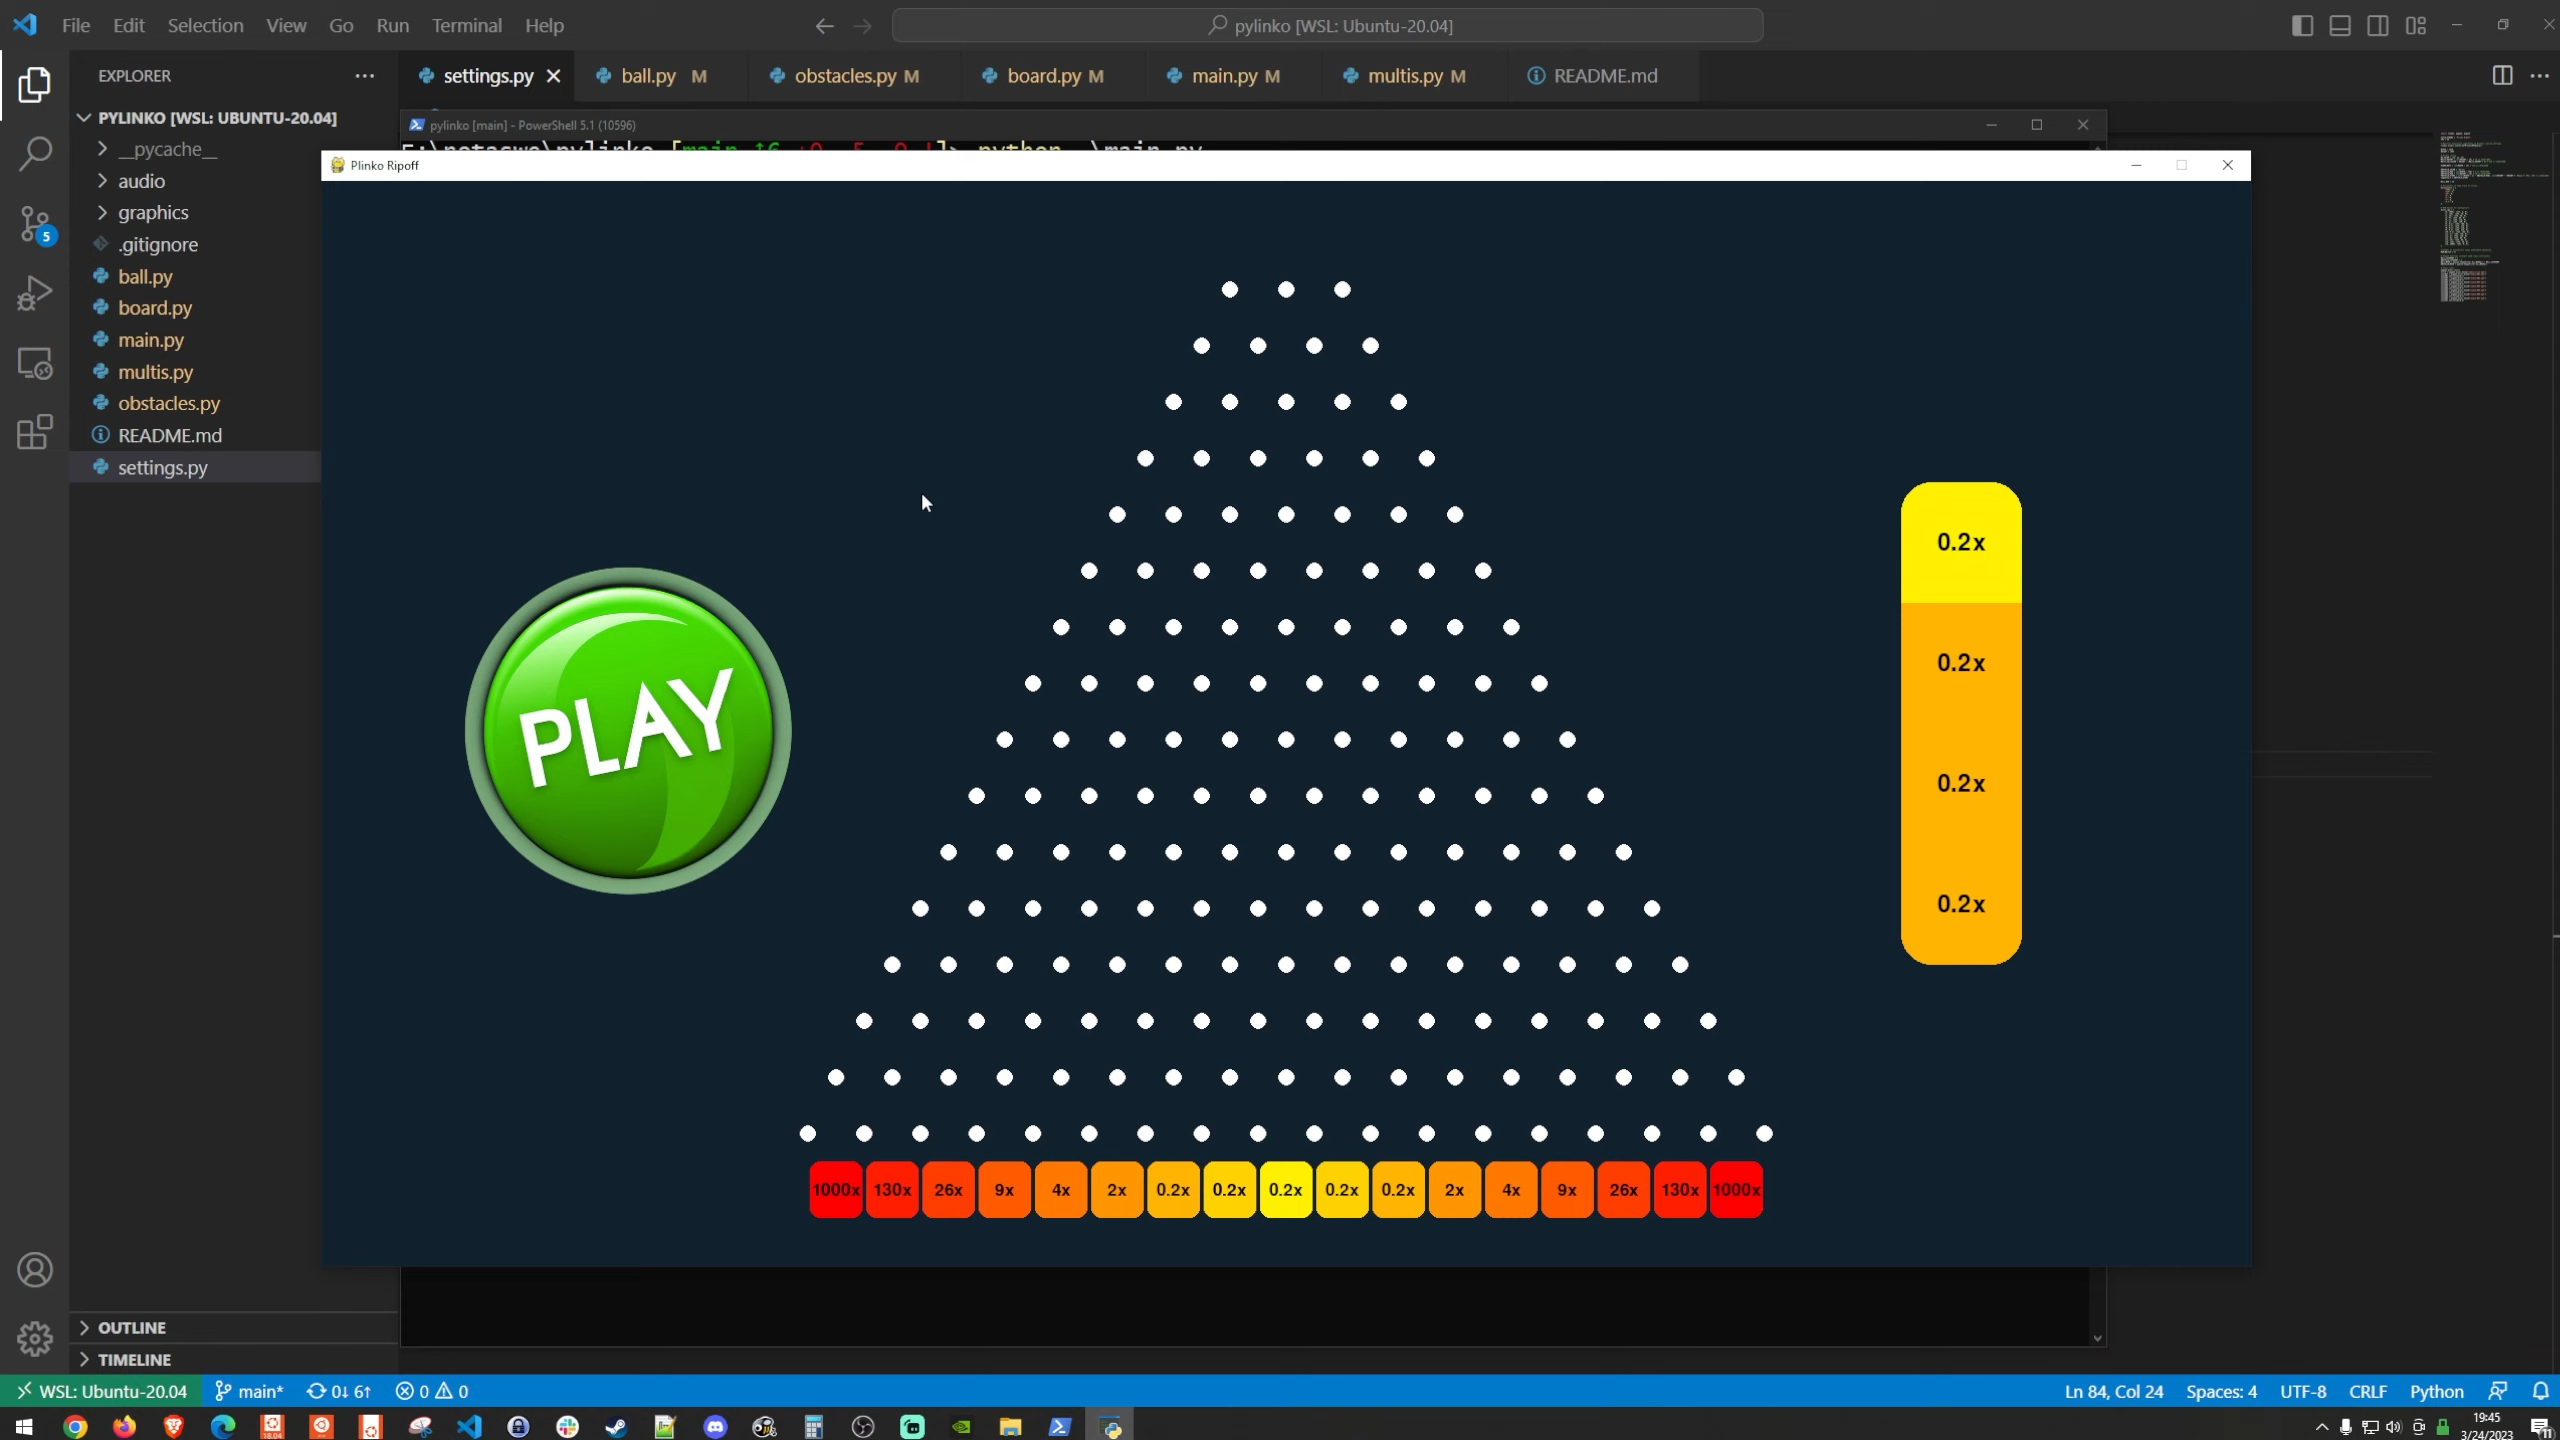 File Edit Selection View Go Run Terminal Help
pylinko [WSL: Ubuntu-20.04]
EXPLORER
settings.py
ball.py M
obstacles.py M
board.py M
main.py M
multis.py M
README.md
PYLINKO [WSL: UBUNTU-20.04]
__pycache__
audio
graphics
.gitignore
ball.py
board.py
main.py
multis.py
obstacles.py
README.md
settings.py
pylinko [main] - PowerShell 5.1 (10596)
Plinko Ripoff
PLAY
0.2x
0.2x
0.2x
0.2x
1000x 130x 26x 9x 4x 2x 0.2x 0.2x 0.2x 0.2x 0.2x 2x 4x 9x 26x 130x 1000x
OUTLINE
TIMELINE
5
WSL: Ubuntu-20.04 main* 0↓ 6↑ 0 0
Ln 84, Col 24 Spaces: 4 UTF-8 CRLF Python
18.04
19:45
3/24/2023